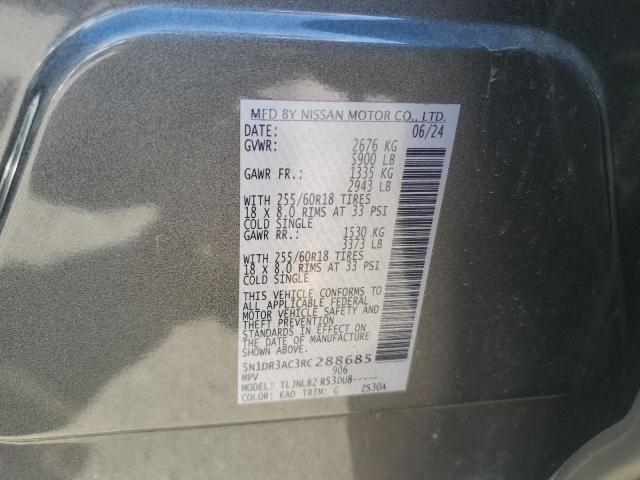 MFD BY NISSAN MOTOR CO., LTD.
DATE: 06/24
GVWR: 2676 KG
5900 LB
GAWR FR.: 1335 KG
2943 LB
WITH 255/60R18 TIRES
18 X 8.0 RIMS AT 33 PSI
COLD SINGLE
GAWR RR.: 1530 KG
3373 LB
WITH 255/60R18 TIRES
18 X 8.0 RIMS AT 33 PSI
COLD SINGLE
THIS VEHICLE CONFORMS TO
ALL APPLICABLE FEDERAL
MOTOR VEHICLE SAFETY AND
THEFT PREVENTION
STANDARDS IN EFFECT ON
THE DATE OF MANUFACTURE
5N1DR3AC3RC288685
MPV 906
MODEL: TLJNLB2 R53DU8-----
COLOR: KAD TRIM: G ZS30A